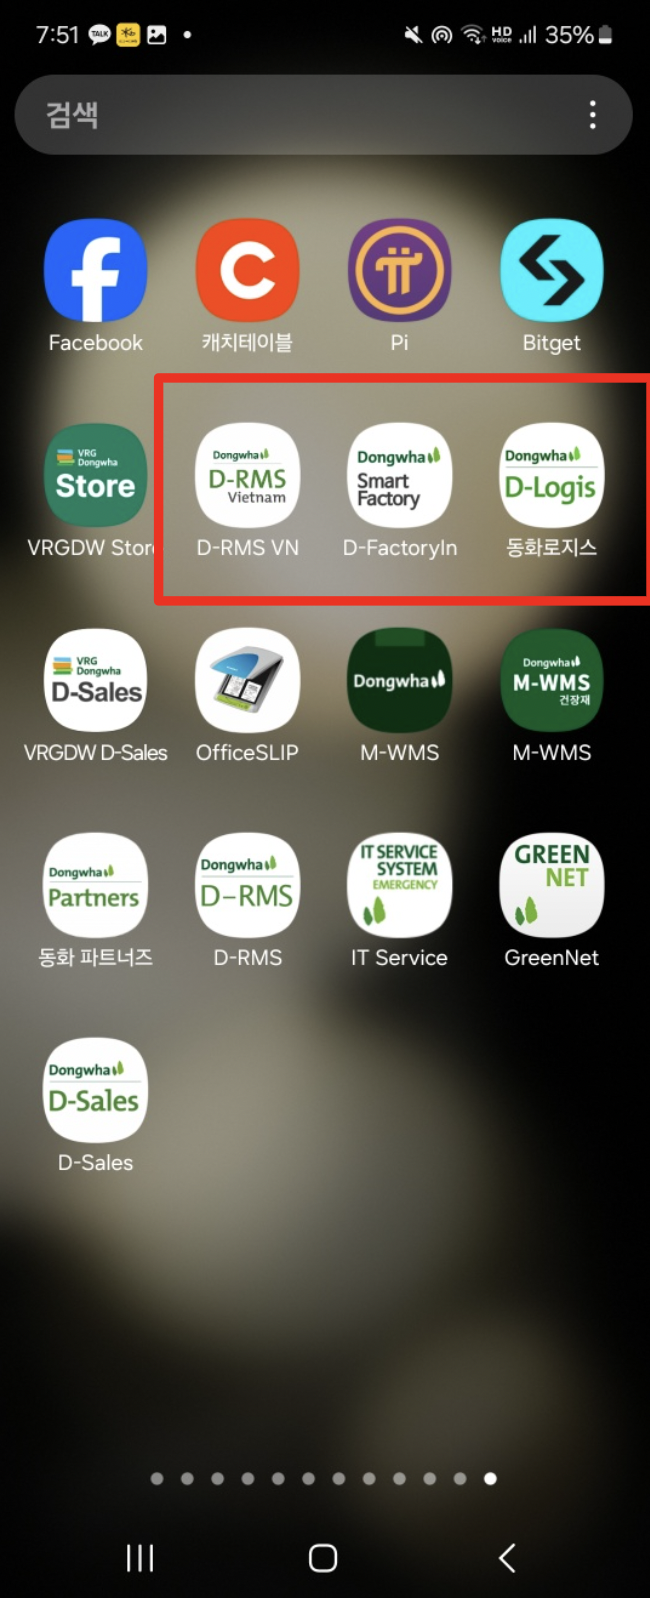 7:51 TALK HD voice 35%
검색
Facebook
캐치테이블
Pi
Bitget
VRG
Dongwha
Store
VRGDW Stor
Dongwha
D-RMS
Vietnam
D-RMS VN
Dongwha
Smart
Factory
D-FactoryIn
Dongwha
D-Logis
동화로지스
VRG
Dongwha
D-Sales
VRGDW D-Sales
OfficeSLIP
Dongwha
M-WMS
Dongwha
M-WMS
건장재
M-WMS
Dongwha
Partners
동화 파트너즈
Dongwha
D-RMS
D-RMS
IT SERVICE
SYSTEM
EMERGENCY
IT Service
GREEN
NET
GreenNet
Dongwha
D-Sales
D-Sales